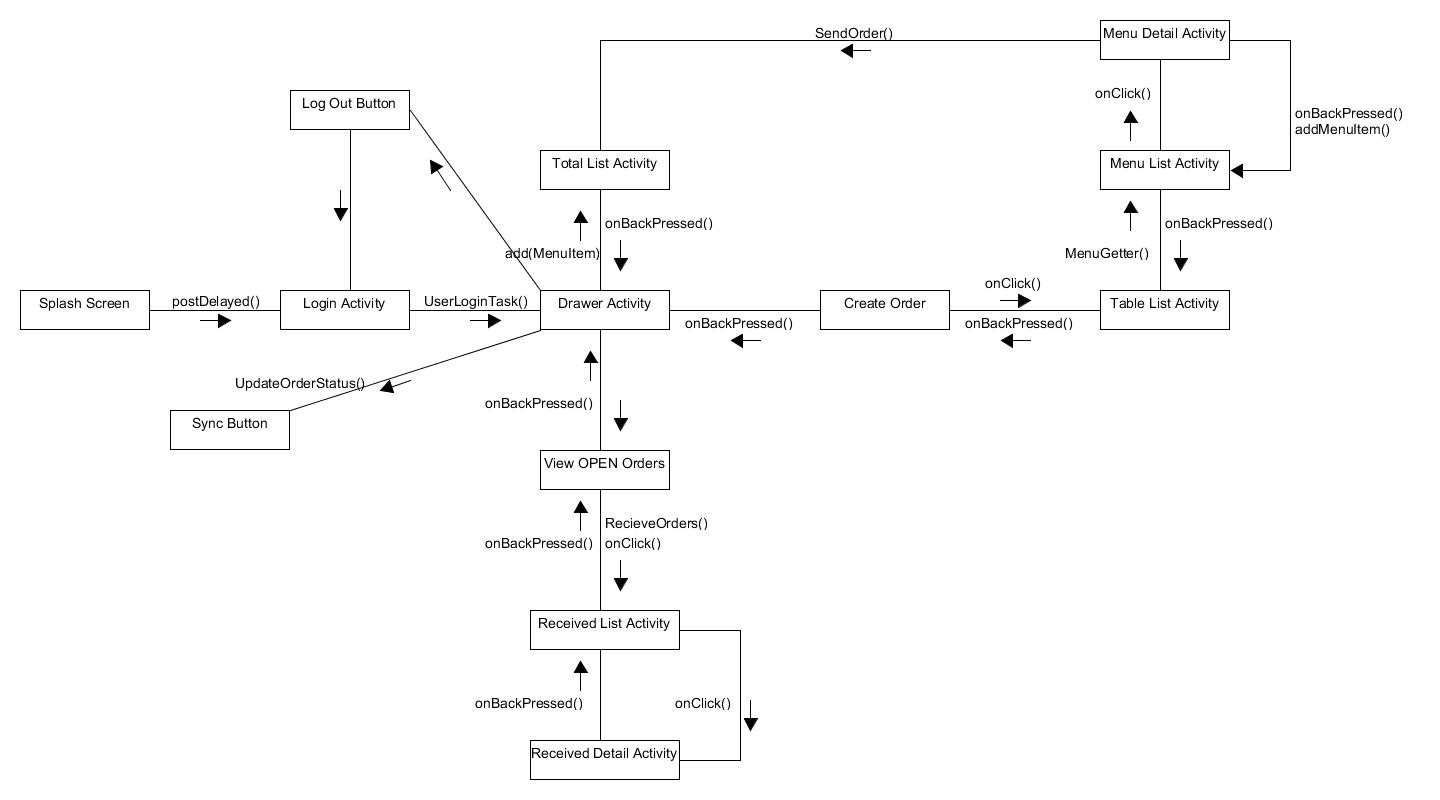 SendOrder()
Menu Detail Activity
Log Out Button
onClick()
onBackPressed()
addMenuItem()
Total List Activity
Menu List Activity
onBackPressed()
add(MenuItem)
onBackPressed()
MenuGetter()
Splash Screen
postDelayed()
Login Activity
UserLoginTask()
Drawer Activity
onBackPressed()
Create Order
onClick()
onBackPressed()
Table List Activity
UpdateOrderStatus()
Sync Button
onBackPressed()
View OPEN Orders
RecieveOrders()
onBackPressed()
onClick()
Received List Activity
onBackPressed()
onClick()
Received Detail Activity